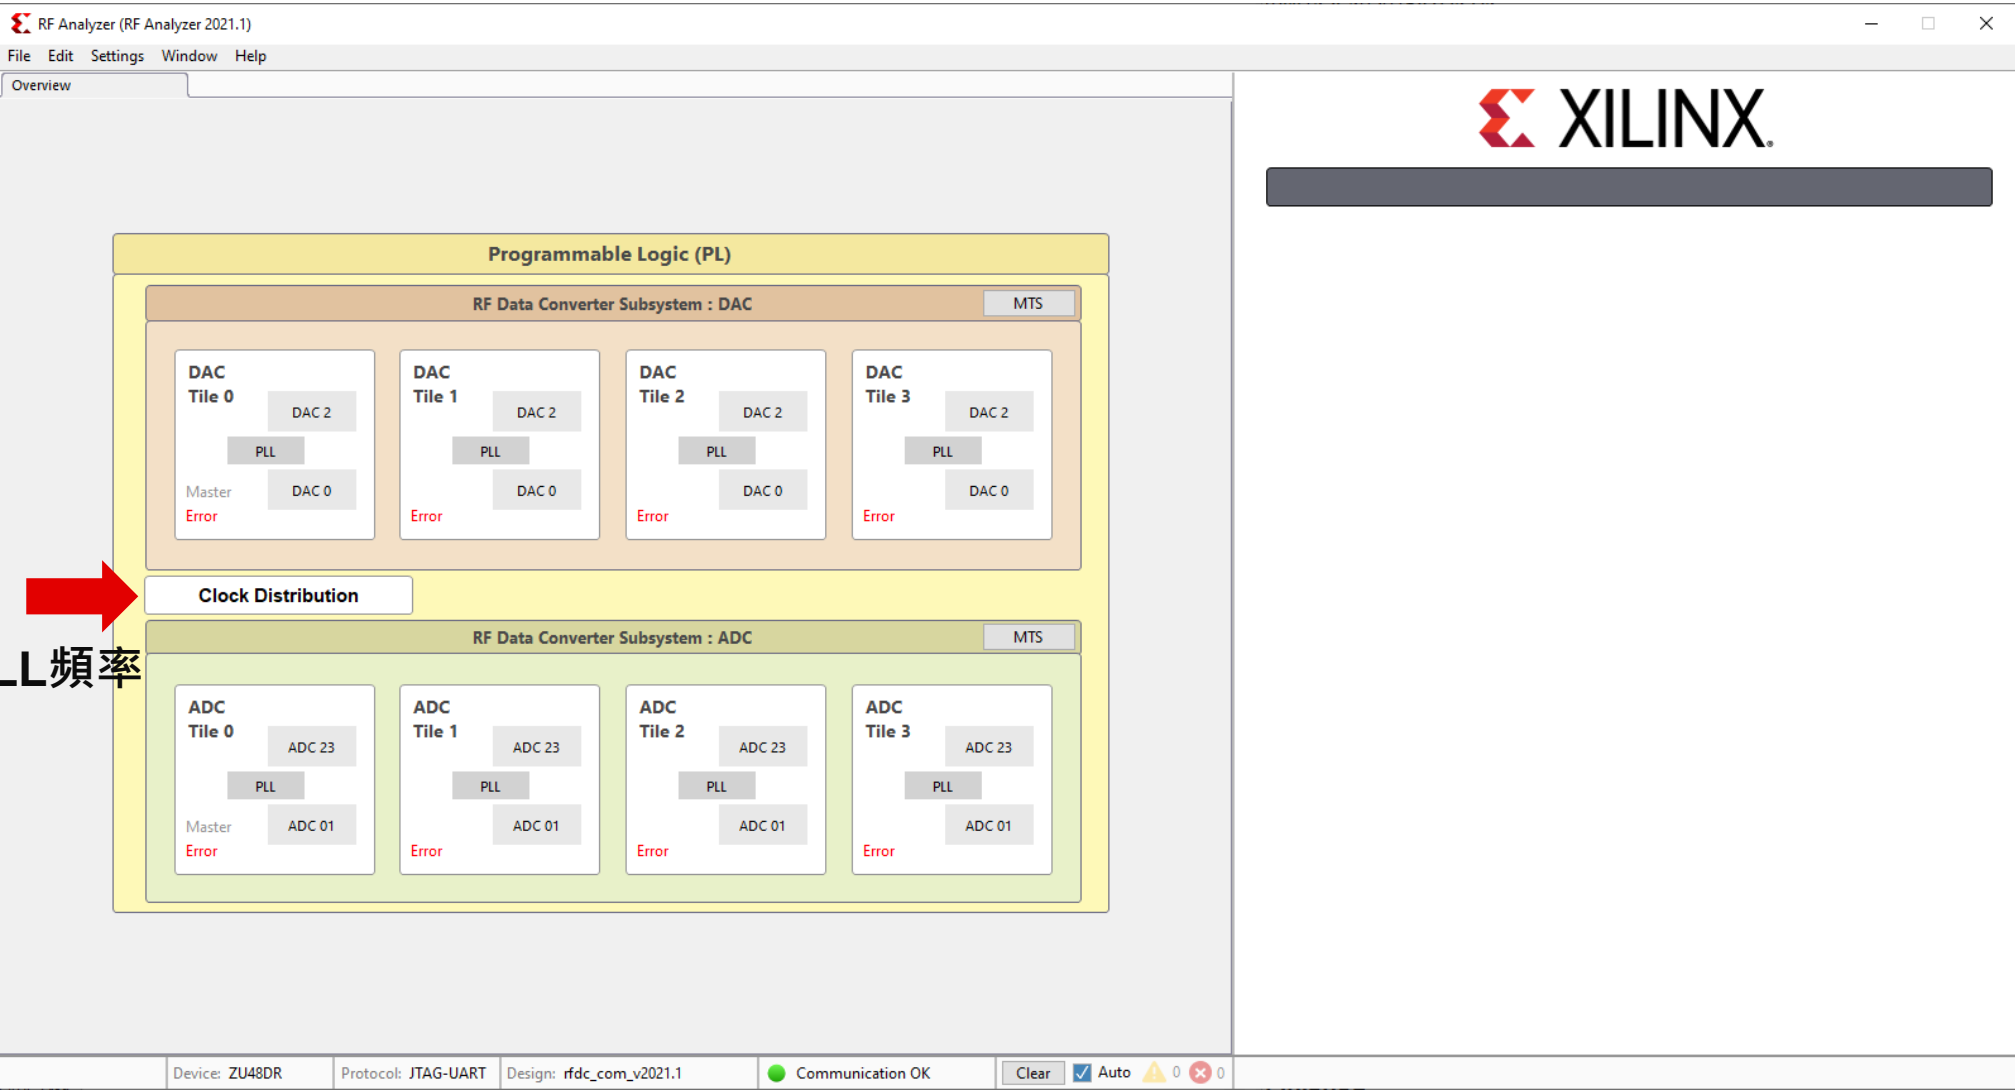 RF Analyzer (RF Analyzer 2021.1)
File Edit Settings Window Help
Overview
XILINX
Programmable Logic (PL)
RF Data Converter Subsystem : DAC MTS
DAC Tile 0 DAC 2 PLL DAC 0 Master Error
DAC Tile 1 DAC 2 PLL DAC 0 Error
DAC Tile 2 DAC 2 PLL DAC 0 Error
DAC Tile 3 DAC 2 PLL DAC 0 Error
Clock Distribution
LL頻率
RF Data Converter Subsystem : ADC MTS
ADC Tile 0 ADC 23 PLL ADC 01 Master Error
ADC Tile 1 ADC 23 PLL ADC 01 Error
ADC Tile 2 ADC 23 PLL ADC 01 Error
ADC Tile 3 ADC 23 PLL ADC 01 Error
Device: ZU48DR Protocol: JTAG-UART Design: rfdc_com_v2021.1 Communication OK Clear Auto 0 0